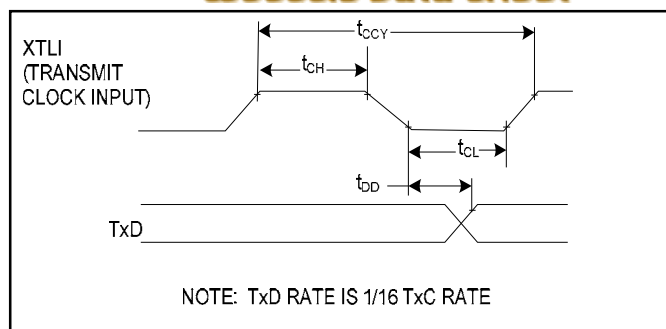 XTLI
(TRANSMIT
CLOCK INPUT)
tCCY
tCH
tCL
tDD
TxD
NOTE: TxD RATE IS 1/16 TxC RATE